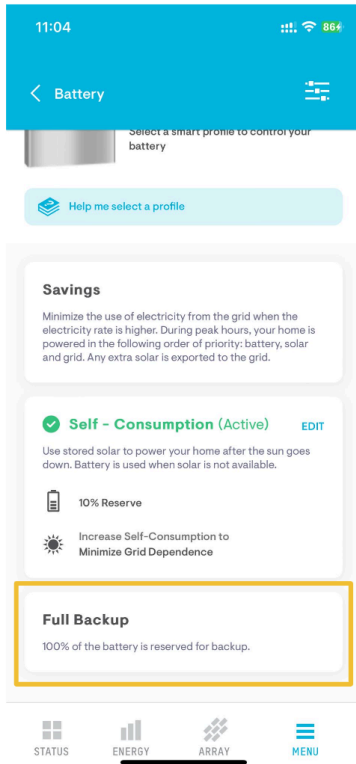 11:04
86
Battery
Select a smart profile to control your
battery
Help me select a profile
Savings
Minimize the use of electricity from the grid when the
electricity rate is higher. During peak hours, your home is
powered in the following order of priority: battery, solar
and grid. Any extra solar is exported to the grid.
Self - Consumption (Active) EDIT
Use stored solar to power your home after the sun goes
down. Battery is used when solar is not available.
10% Reserve
Increase Self-Consumption to
Minimize Grid Dependence
Full Backup
100% of the battery is reserved for backup.
STATUS ENERGY ARRAY MENU